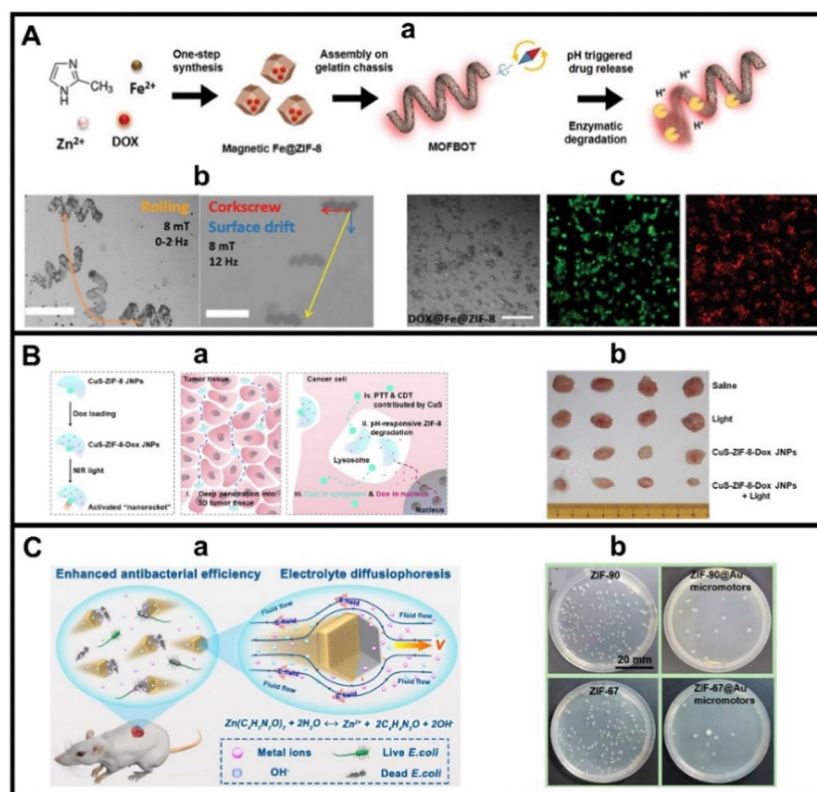 A
a
One-step
synthesis
Assembly on
gelatin chassis
pH triggered
drug release
Fe²⁺
Zn²⁺
DOX
N
N
H
Magnetic Fe@ZIF-8
MOFBOT
Enzymatic
degradation
H⁺
H⁺
H⁺
H⁺
b
Rolling
8 mT
0-2 Hz
Corkscrew
Surface drift
8 mT
12 Hz
c
DOX@Fe@ZIF-8
B
a
CuS-ZIF-8 JNPs
Dox loading
CuS-ZIF-8-Dox JNPs
NIR light
Activated "nanorocket"
Tumor tissue
i. Deep penetration into
3D tumor tissue
Cancer cell
iv. PTT & CDT
contributed by CuS
ii. pH-responsive ZIF-8
degradation
Lysosome
iii. CuS in cytoplasm & Dox in nucleus
Nucleus
b
Saline
Light
CuS-ZIF-8-Dox JNPs
CuS-ZIF-8-Dox JNPs
+ Light
C
a
Enhanced antibacterial efficiency
Electrolyte diffusiophoresis
Fluid flow
E field
Fluid flow
Fluid flow
Fluid flow
E field
V
Zn(C₄H₃N₂O)₂ + 2H₂O ↔ Zn²⁺ + 2C₄H₄N₂O + 2OH⁻
Metal ions
Live E.coli
OH⁻
Dead E.coli
b
ZIF-90
ZIF-90@Au
micromotors
20 mm
ZIF-67
ZIF-67@Au
micromotors